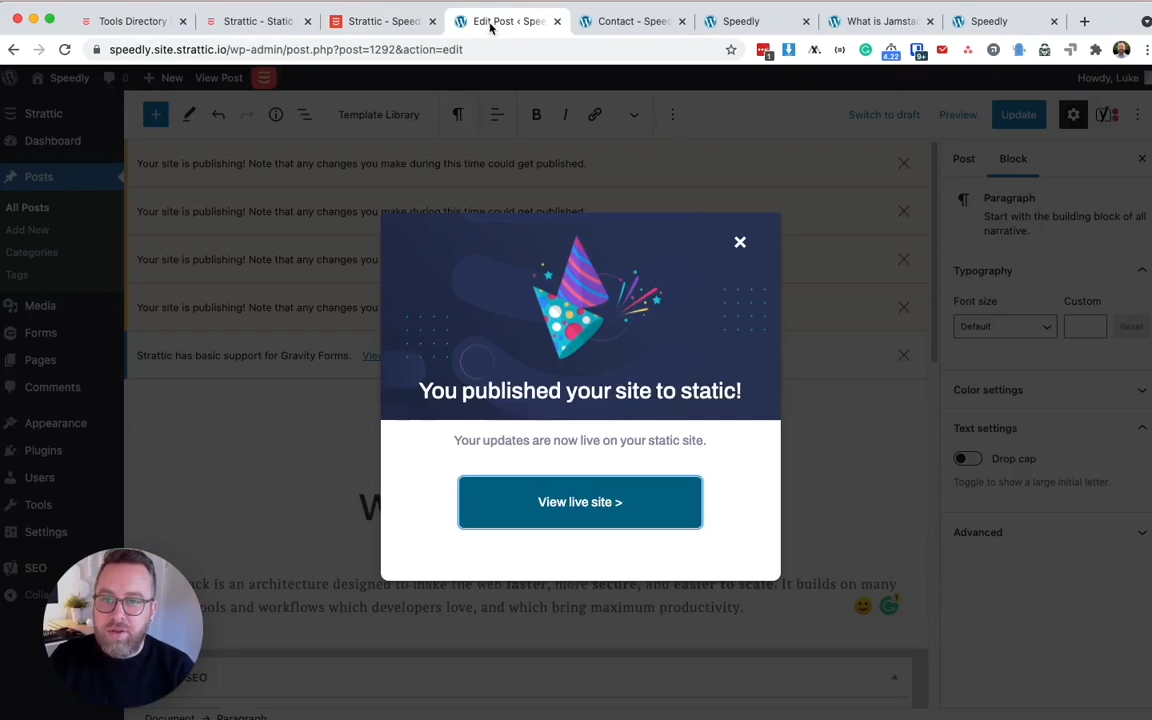 Tools Directory |
Strattic - Static
Strattic - Speed
Edit Post ‹ Spe
Contact - Speed
Speedly
What is Jamsta
Speedly
speedly.site.strattic.io/wp-admin/post.php?post=1292&action=edit
1
4.22
9+
Speedly
0
New
View Post
Howdy, Luke
Strattic
Dashboard
Posts
All Posts
Add New
Categories
Tags
Media
Forms
Pages
Comments
Appearance
Plugins
Users
Tools
Settings
SEO
Template Library
B
I
Switch to draft
Preview
Update
Your site is publishing! Note that any changes you make during this time could get published.
Your site is publishing! Note that any changes you make during this time could get published.
Your site is publishing! Note that any
Your site is publishing! Note that any
Strattic has basic support for Gravity Forms.
You published your site to static!
Your updates are now live on your static site.
View live site >
ack is an architecture designed to make the web faster, more secure, and easier to scale. It builds on many
tools and workflows which developers love, and which bring maximum productivity.
1
SEO
Document → Paragraph
Post
Block
Paragraph
Start with the building block of all
narrative.
Typography
Font size
Custom
Default
Reset
Color settings
Text settings
Drop cap
Toggle to show a large initial letter.
Advanced